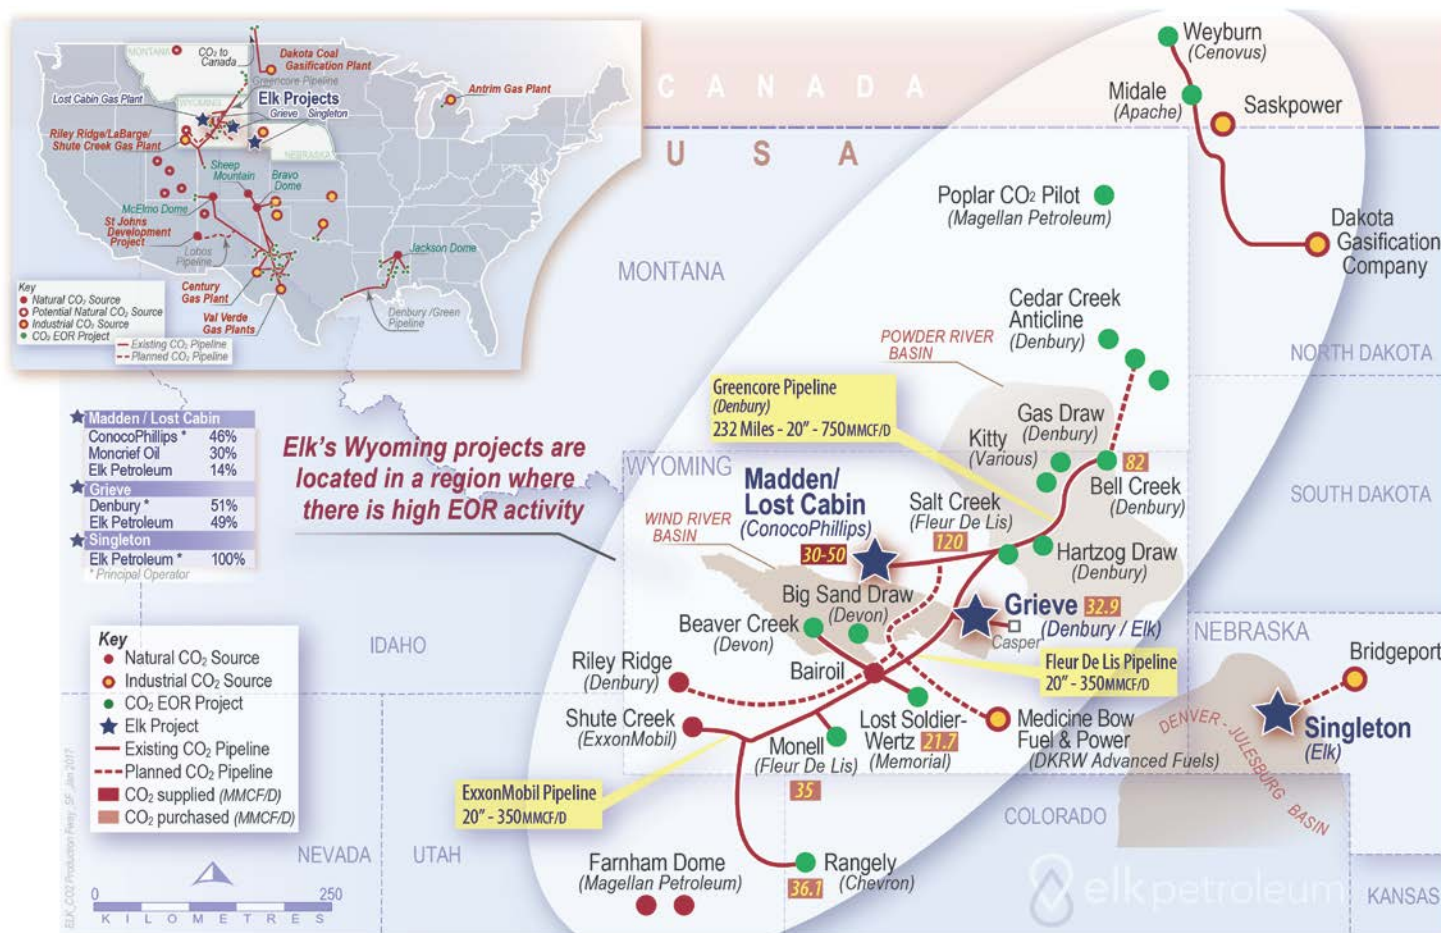 MONTANA
CO₂ to
Canada
Dakota Coal
Gasification Plant
Greencore Pipeline
Lost Cabin Gas Plant
WYOMING
Elk Projects
Grieve
Singleton
Antrim Gas Plant
Riley Ridge/LaBarge/
Shute Creek Gas Plant
NEBRASKA
Sheep
Mountain
Bravo
Dome
McElmo Dome
St Johns
Development
Project
Lobos
Pipeline
Jackson Dome
Century
Gas Plant
Val Verde
Gas Plants
Denbury /Green
Pipeline
Key
Natural CO₂ Source
Potential Natural CO₂ Source
Industrial CO₂ Source
CO₂ EOR Project
Existing CO₂ Pipeline
Planned CO₂ Pipeline
CANADA
USA
Weyburn
(Cenovus)
Midale
(Apache)
Saskpower
Poplar CO₂ Pilot
(Magellan Petroleum)
Dakota
Gasification
Company
MONTANA
Cedar Creek
Anticline
(Denbury)
POWDER RIVER
BASIN
NORTH DAKOTA
Greencore Pipeline
(Denbury)
232 Miles - 20” - 750MMCF/D
Gas Draw
(Denbury)
Kitty
(Various)
82
Bell Creek
(Denbury)
SOUTH DAKOTA
Madden / Lost Cabin
ConocoPhillips * 46%
Moncrief Oil 30%
Elk Petroleum 14%
Grieve
Denbury * 51%
Elk Petroleum 49%
Singleton
Elk Petroleum * 100%
* Principal Operator
Elk’s Wyoming projects are
located in a region where
there is high EOR activity
WYOMING
Madden/
Lost Cabin
(ConocoPhillips)
30-50
Salt Creek
(Fleur De Lis)
120
WIND RIVER
BASIN
Hartzog Draw
(Denbury)
Big Sand Draw
(Devon)
Grieve 32.9
(Denbury / Elk)
Casper
Beaver Creek
(Devon)
NEBRASKA
IDAHO
Riley Ridge
(Denbury)
Bairoil
Fleur De Lis Pipeline
20” - 350MMCF/D
Bridgeport
Shute Creek
(ExxonMobil)
Monell
(Fleur De Lis)
35
Lost Soldier-
Wertz 21.7
(Memorial)
Medicine Bow
Fuel & Power
(DKRW Advanced Fuels)
DENVER - JULESBURG BASIN
Singleton
(Elk)
Key
Natural CO₂ Source
Industrial CO₂ Source
CO₂ EOR Project
Elk Project
Existing CO₂ Pipeline
Planned CO₂ Pipeline
CO₂ supplied (MMCF/D)
CO₂ purchased (MMCF/D)
ExxonMobil Pipeline
20” - 350MMCF/D
COLORADO
NEVADA
UTAH
Farnham Dome
(Magellan Petroleum)
Rangely
(Chevron)
36.1
KANSAS
0 250
KILOMETRES
elkpetroleum